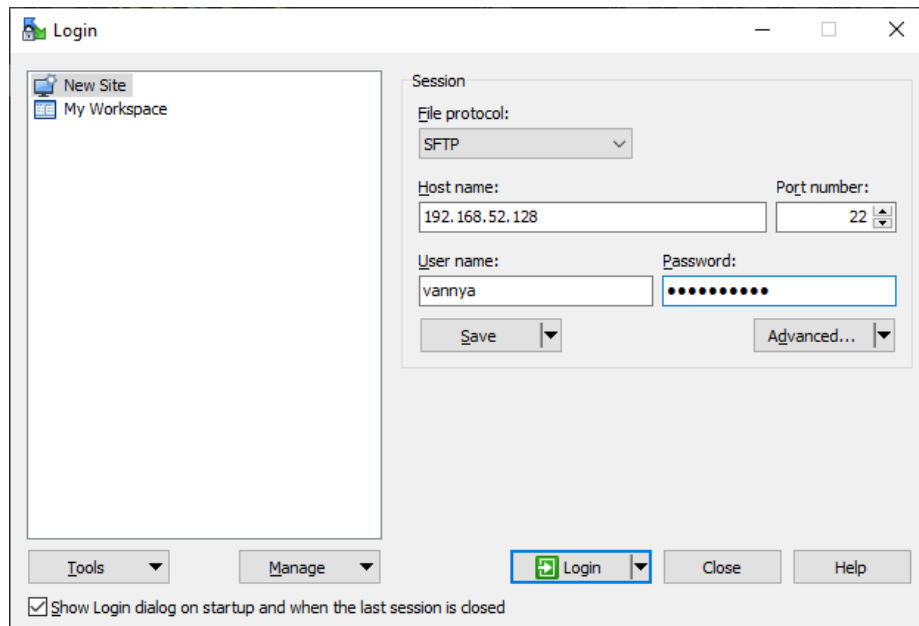 Login
New Site
My Workspace
Session
File protocol:
SFTP
Host name:
Port number:
192.168.52.128
22
User name:
Password:
vannya
●●●●●●●●●●
Save
Advanced...
Tools
Manage
Login
Close
Help
Show Login dialog on startup and when the last session is closed